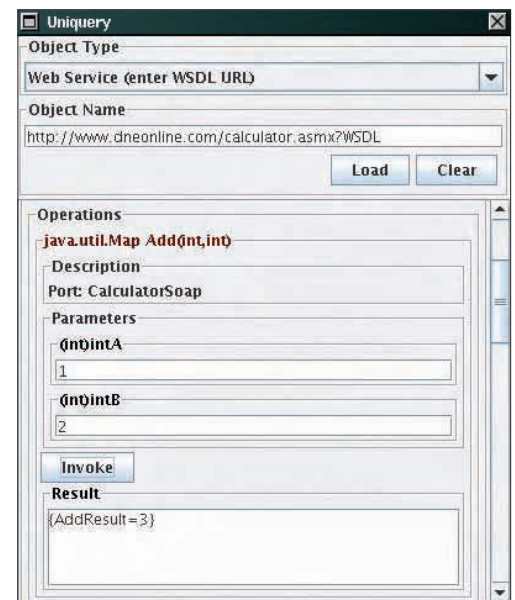 Uniquery
Object Type
Web Service (enter WSDL URL)
Object Name
http://www.dneonline.com/calculator.asmx?WSDL
Load Clear
Operations
java.util.Map Add(int,int)
Description
Port: CalculatorSoap
Parameters
(int)intA
1
(int)intB
2
Invoke
Result
{AddResult=3}